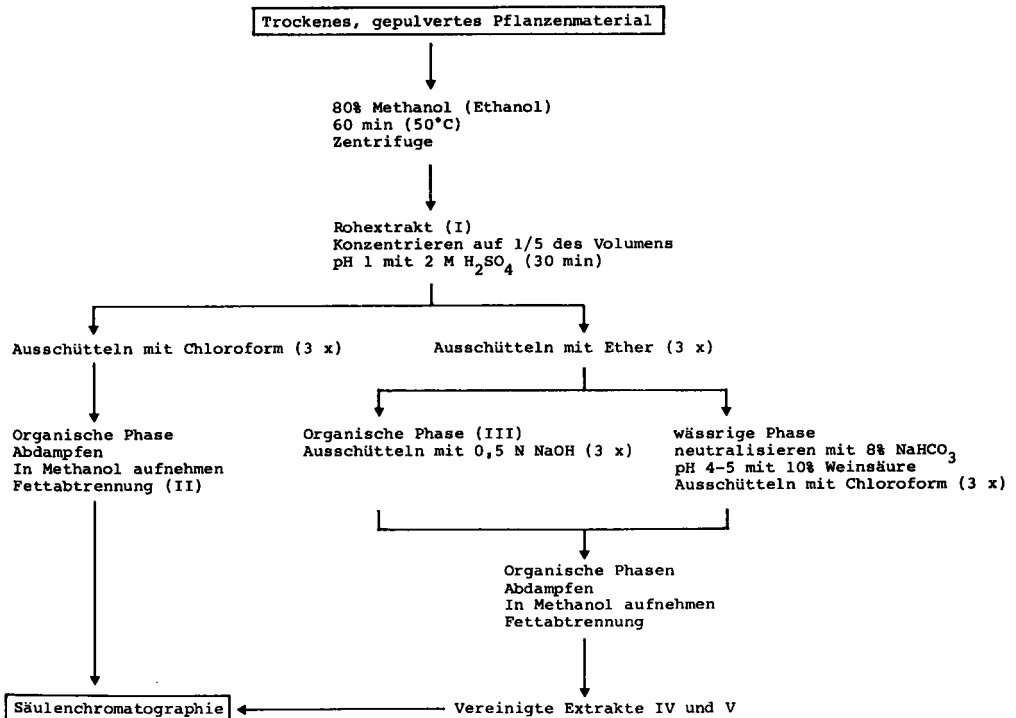 Trockenes, gepulvertes Pflanzenmaterial
80% Methanol (Ethanol)
60 min (50°C)
Zentrifuge
Rohextrakt (I)
Konzentrieren auf 1/5 des Volumens
pH 1 mit 2 M H₂SO₄ (30 min)
Ausschütteln mit Chloroform (3 x)
Ausschütteln mit Ether (3 x)
Organische Phase
Abdampfen
In Methanol aufnehmen
Fettabtrennung (II)
Organische Phase (III)
Ausschütteln mit 0,5 N NaOH (3 x)
wässrige Phase
neutralisieren mit 8% NaHCO₃
pH 4-5 mit 10% Weinsäure
Ausschütteln mit Chloroform (3 x)
Organische Phasen
Abdampfen
In Methanol aufnehmen
Fettabtrennung
Säulenchromatographie
Vereinigte Extrakte IV und V